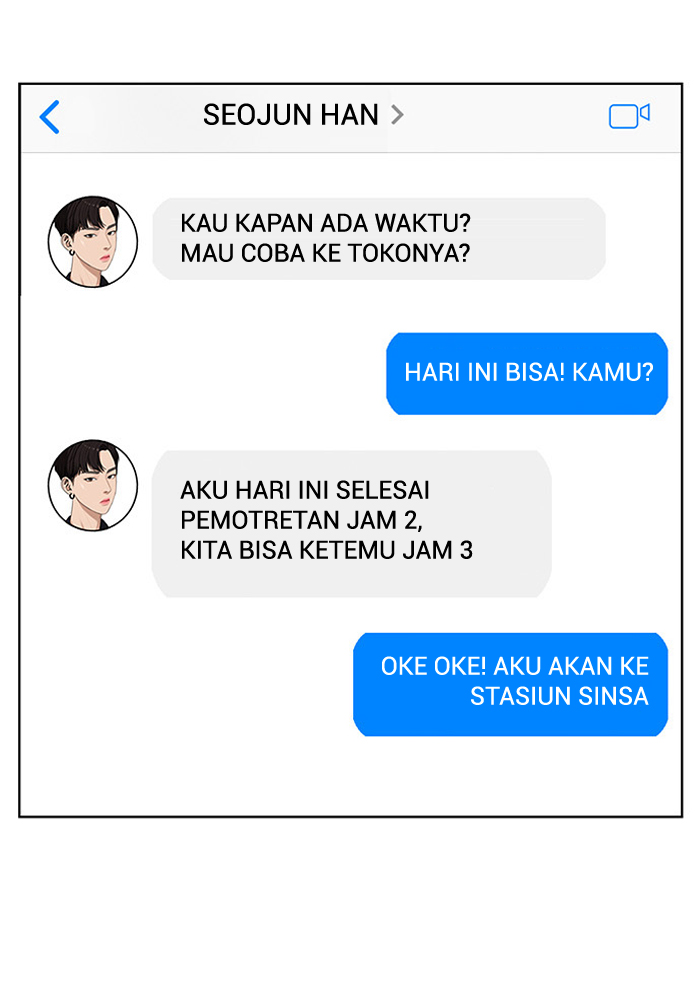 SEOJUN HAN
KAU KAPAN ADA WAKTU?
MAU COBA KE TOKONYA?
HARI INI BISA! KAMU?
AKU HARI INI SELESAI
PEMOTRETAN JAM 2,
KITA BISA KETEMU JAM 3
OKE OKE! AKU AKAN KE
STASIUN SINSA